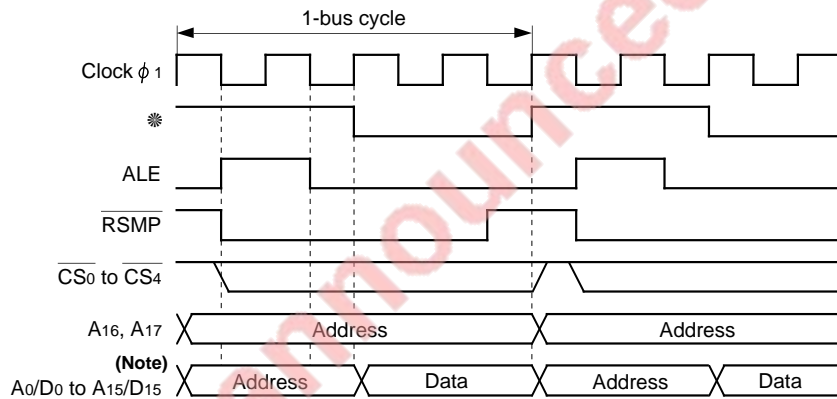 1-bus cycle
Clock ϕ 1
❊
ALE
RSMP
CS0 to CS4
A16, A17
Address
Address
(Note)
A0/D0 to A15/D15
Address
Data
Address
Data
announced